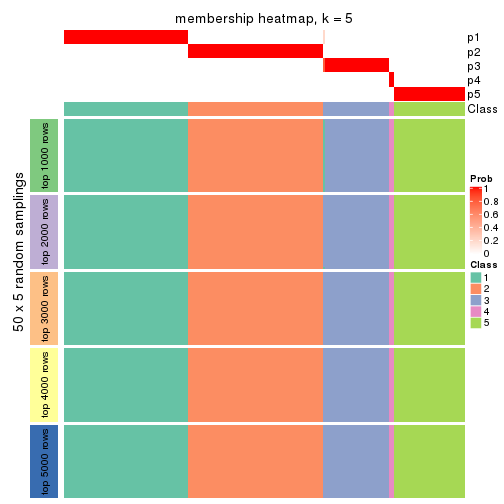 membership heatmap, k = 5
p1
p2
p3
p4
p5
Class
50 x 5 random samplings
top 1000 rows
top 2000 rows
top 3000 rows
top 4000 rows
top 5000 rows
Prob
1
0.8
0.6
0.4
0.2
0
Class
1
2
3
4
5